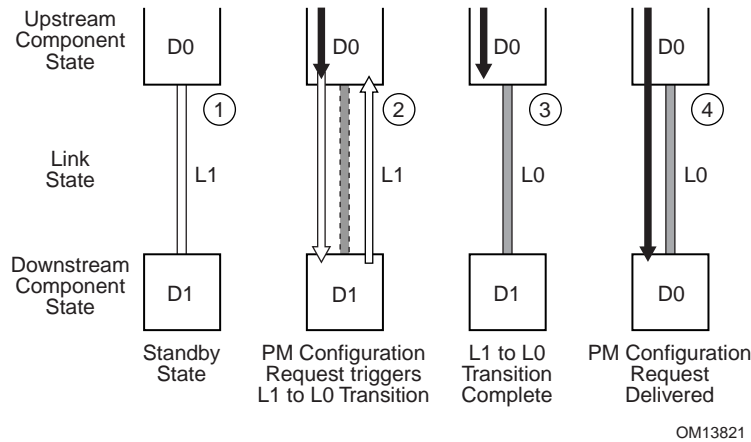 Upstream
Component
State
D0
D0
D0
D0
1
2
3
4
Link
State
L1
L1
L0
L0
Downstream
Component
State
D1
D1
D1
D0
Standby
State
PM Configuration
Request triggers
L1 to L0 Transition
L1 to L0
Transition
Complete
PM Configuration
Request
Delivered
OM13821